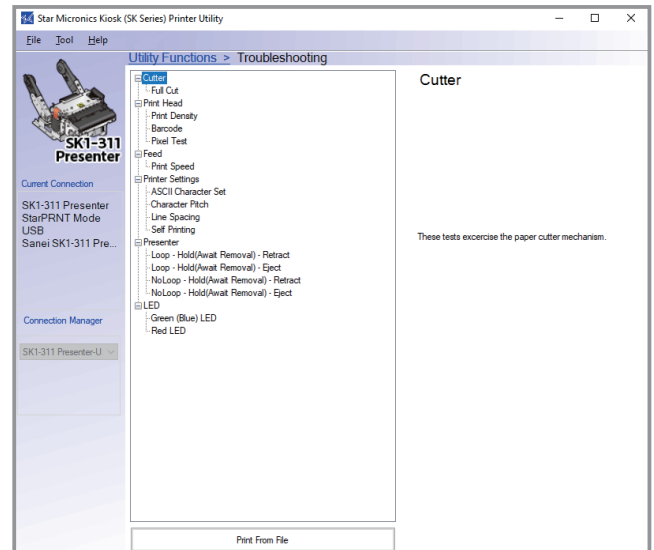 Star Micronics Kiosk (SK Series) Printer Utility
File Tool Help
Utility Functions > Troubleshooting
SK1-311
Presenter
Current Connection
SK1-311 Presenter
StarPRNT Mode
USB
Sanei SK1-311 Pre...
Connection Manager
SK1-311 Presenter-U
Cutter
Full Cut
Print Head
Print Density
Barcode
Pixel Test
Feed
Print Speed
Printer Settings
ASCII Character Set
Character Pitch
Line Spacing
Self Printing
Presenter
Loop - Hold(Await Removal) - Retract
Loop - Hold(Await Removal) - Eject
NoLoop - Hold(Await Removal) - Retract
NoLoop - Hold(Await Removal) - Eject
LED
Green (Blue) LED
Red LED
Print From File
Cutter
These tests excercise the paper cutter mechanism.